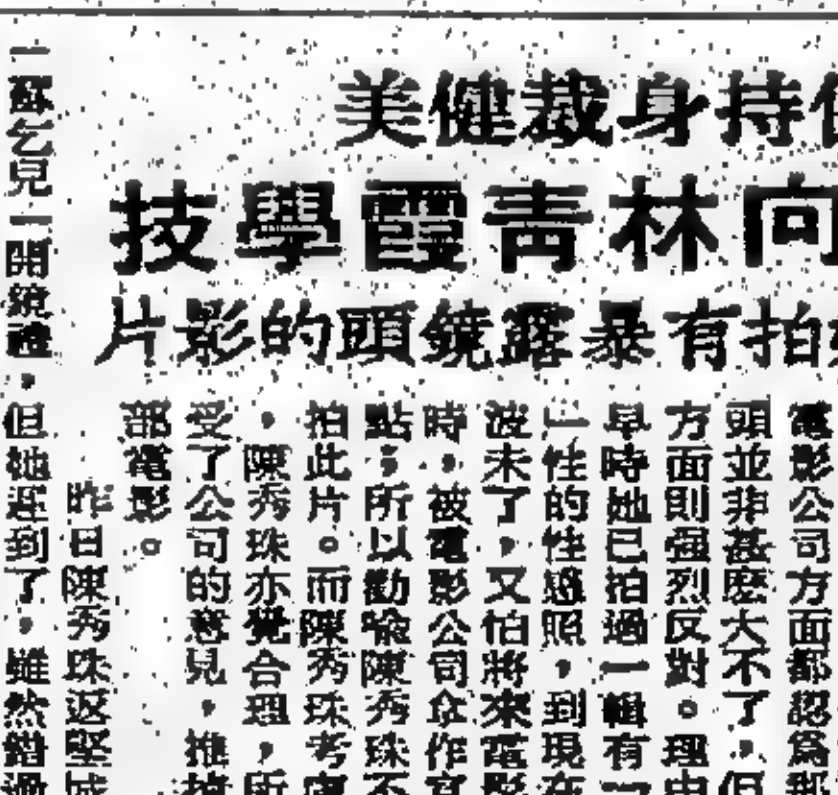 持身裁健美
向林青霞學技
拍有暴露鏡頭的影片
電影公司方面都認爲那
頭並非甚麽大不了,但
方面則强烈反對。理由
早時她已拍過一輯有一
」性的性感照,到現在
波未了,又怕將來電影
時,被電影公司作宣
點;所以勸喻陳秀珠不
拍此片。而陳秀珠考慮
,陳秀珠亦覺合理,所
受了公司的意見,推掉
部電影。
昨日陳秀珠返堅城
「蘇乞兒」開鏡禮,但她遲到了,雖然錯過